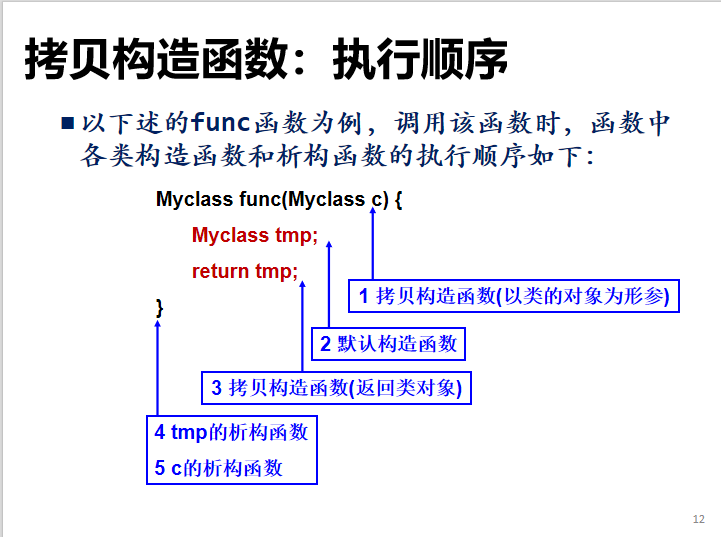 拷贝构造函数：执行顺序
以下述的func函数为例，调用该函数时，函数中
各类构造函数和析构函数的执行顺序如下：
Myclass func(Myclass c) {
Myclass tmp;
return tmp;
}
1 拷贝构造函数(以类的对象为形参)
2 默认构造函数
3 拷贝构造函数(返回类对象)
4 tmp的析构函数
5 c的析构函数
12